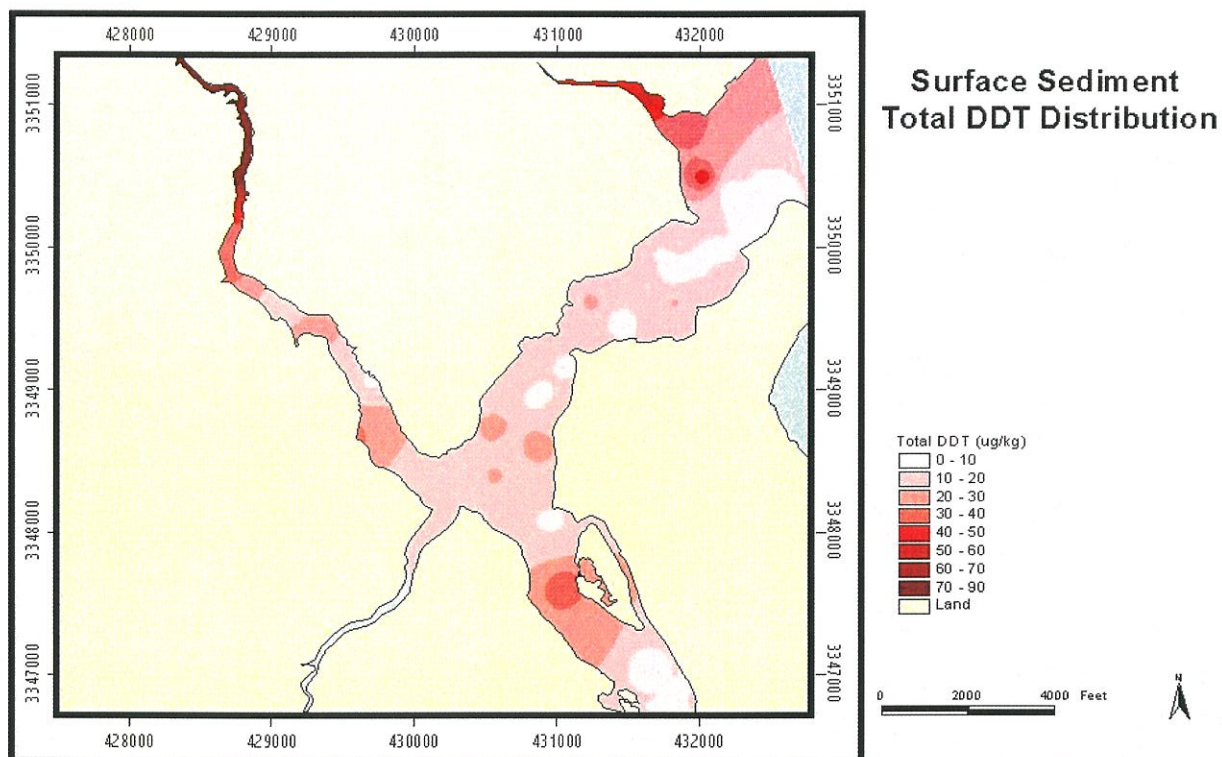 428000 429000 430000 431000 432000
Surface Sediment
Total DDT Distribution
3351000 3351000
3350000 3350000
3349000 3349000
3348000 3348000
3347000 3347000
428000 429000 430000 431000 432000
Total DDT (ug/kg)
0 - 10
10 - 20
20 - 30
30 - 40
40 - 50
50 - 60
60 - 70
70 - 90
Land
0 2000 4000 Feet
N